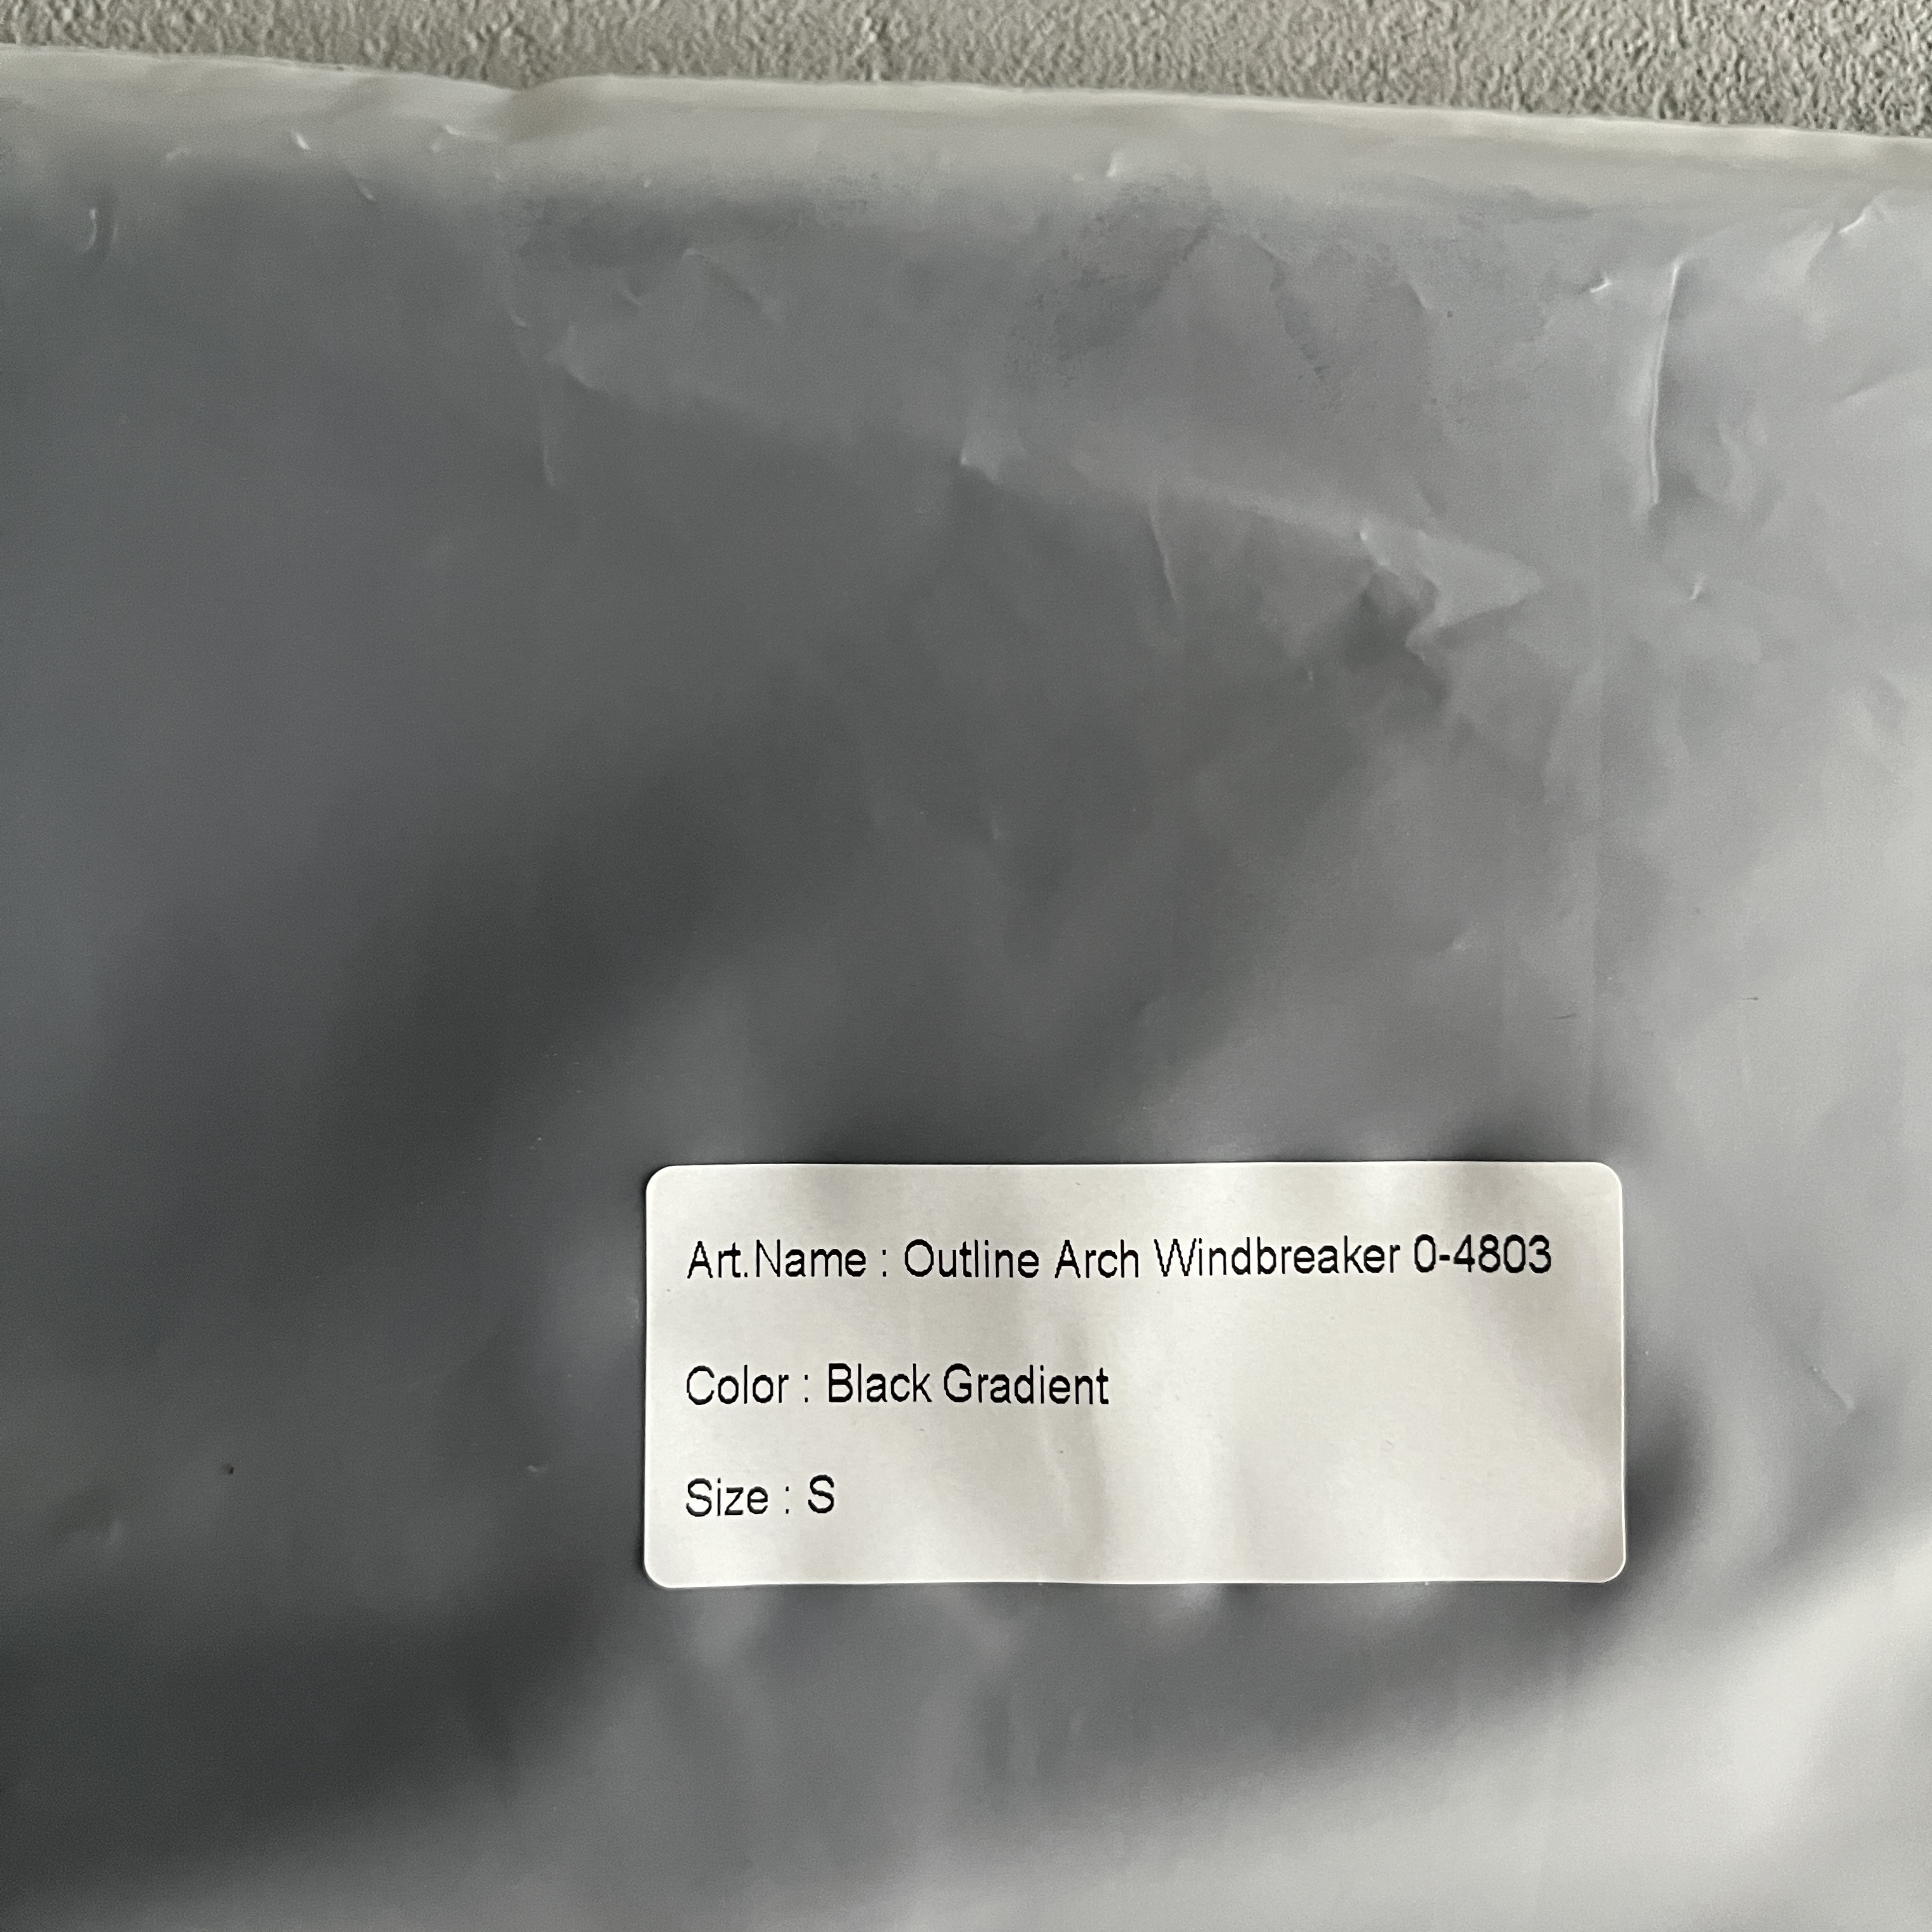 Art.Name : Outline Arch Windbreaker 0-4803
Color : Black Gradient
Size : S